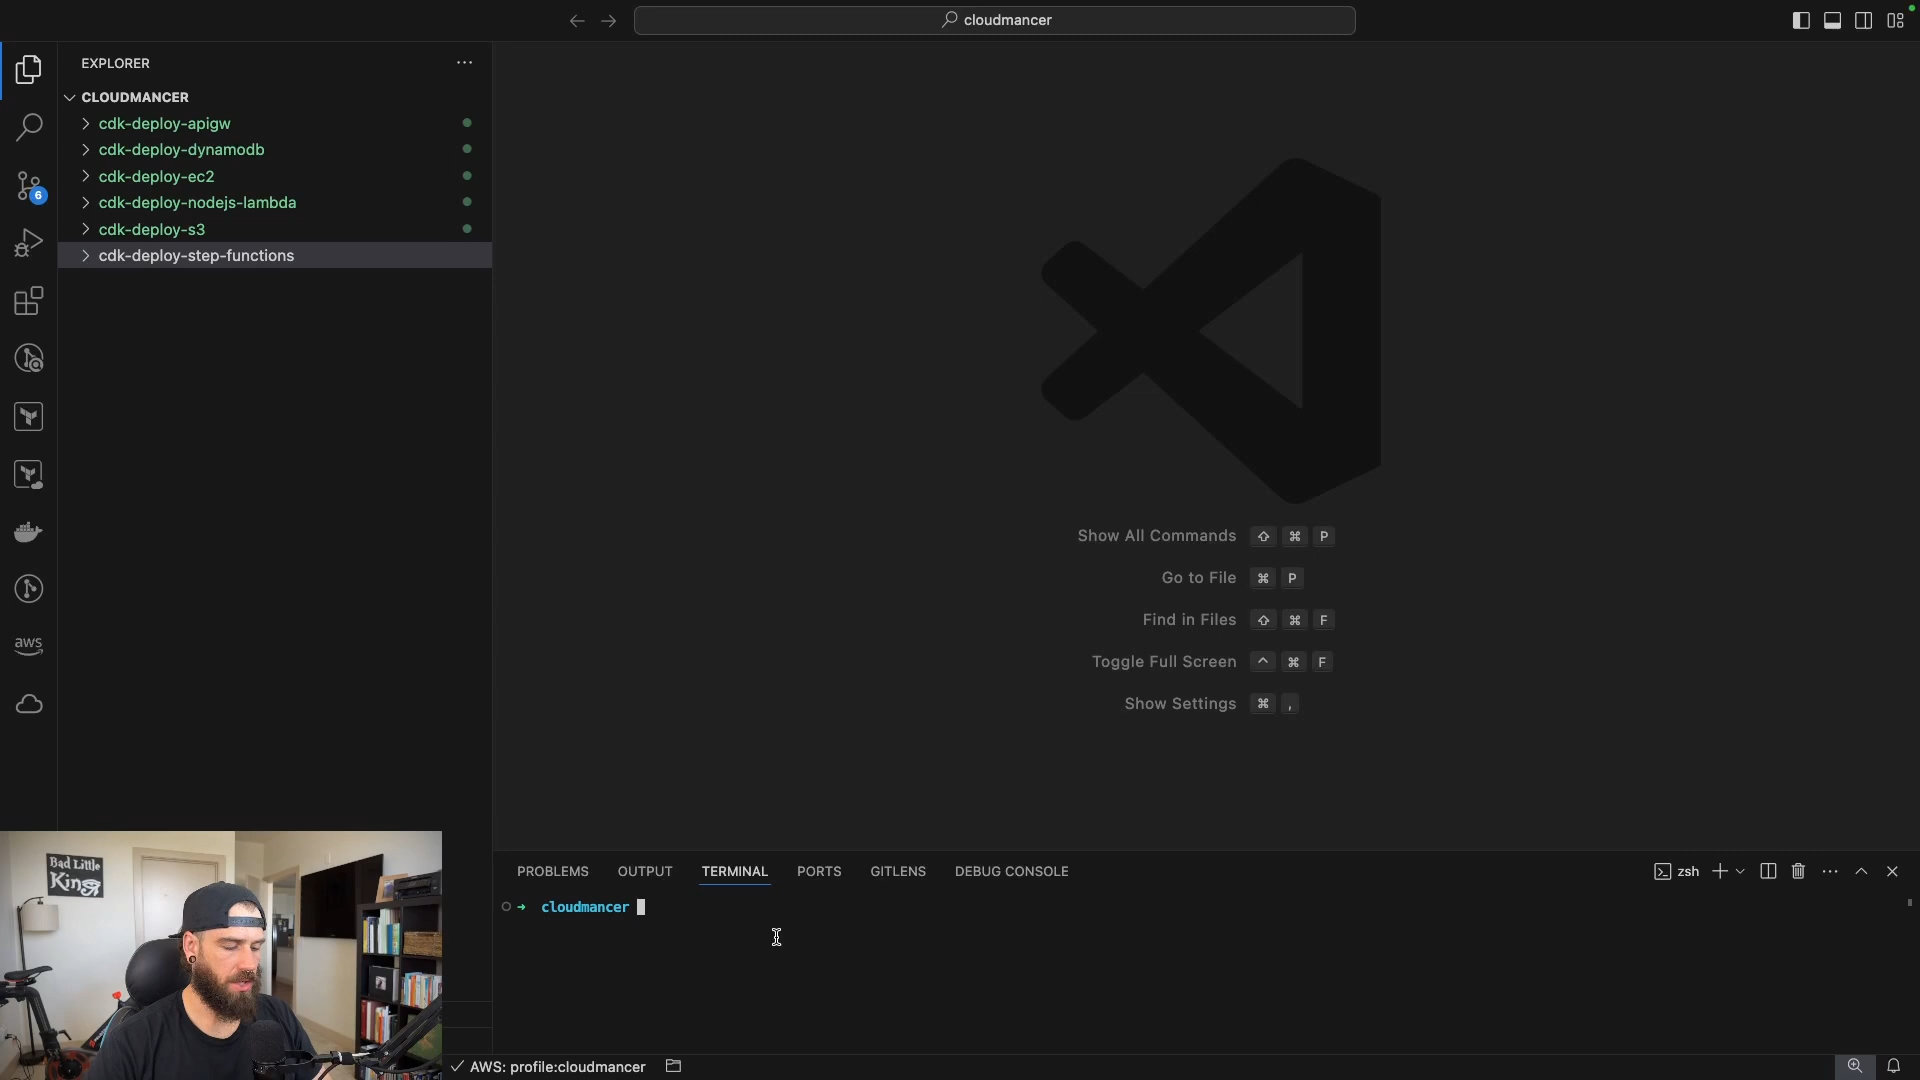 cloudmancer
EXPLORER
CLOUDMANCER
cdk-deploy-apigw
cdk-deploy-dynamodb
cdk-deploy-ec2
cdk-deploy-nodejs-lambda
cdk-deploy-s3
cdk-deploy-step-functions
6
aws
Show All Commands ⇧ ⌘ P
Go to File ⌘ P
Find in Files ⇧ ⌘ F
Toggle Full Screen ^ ⌘ F
Show Settings ⌘ ,
PROBLEMS OUTPUT TERMINAL PORTS GITLENS DEBUG CONSOLE
zsh
➜ cloudmancer
Bad Little
King
AWS: profile:cloudmancer